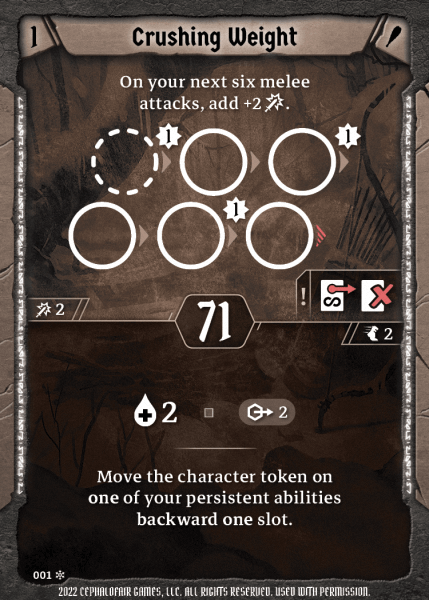 1
Crushing Weight
On your next six melee
attacks, add +2.
1
1
1
2
71
2
2
2
Move the character token on
one of your persistent abilities
backward one slot.
001
2022 CEPHALOFAIR GAMES, LLC. ALL RIGHTS RESERVED. USED WITH PERMISSION.